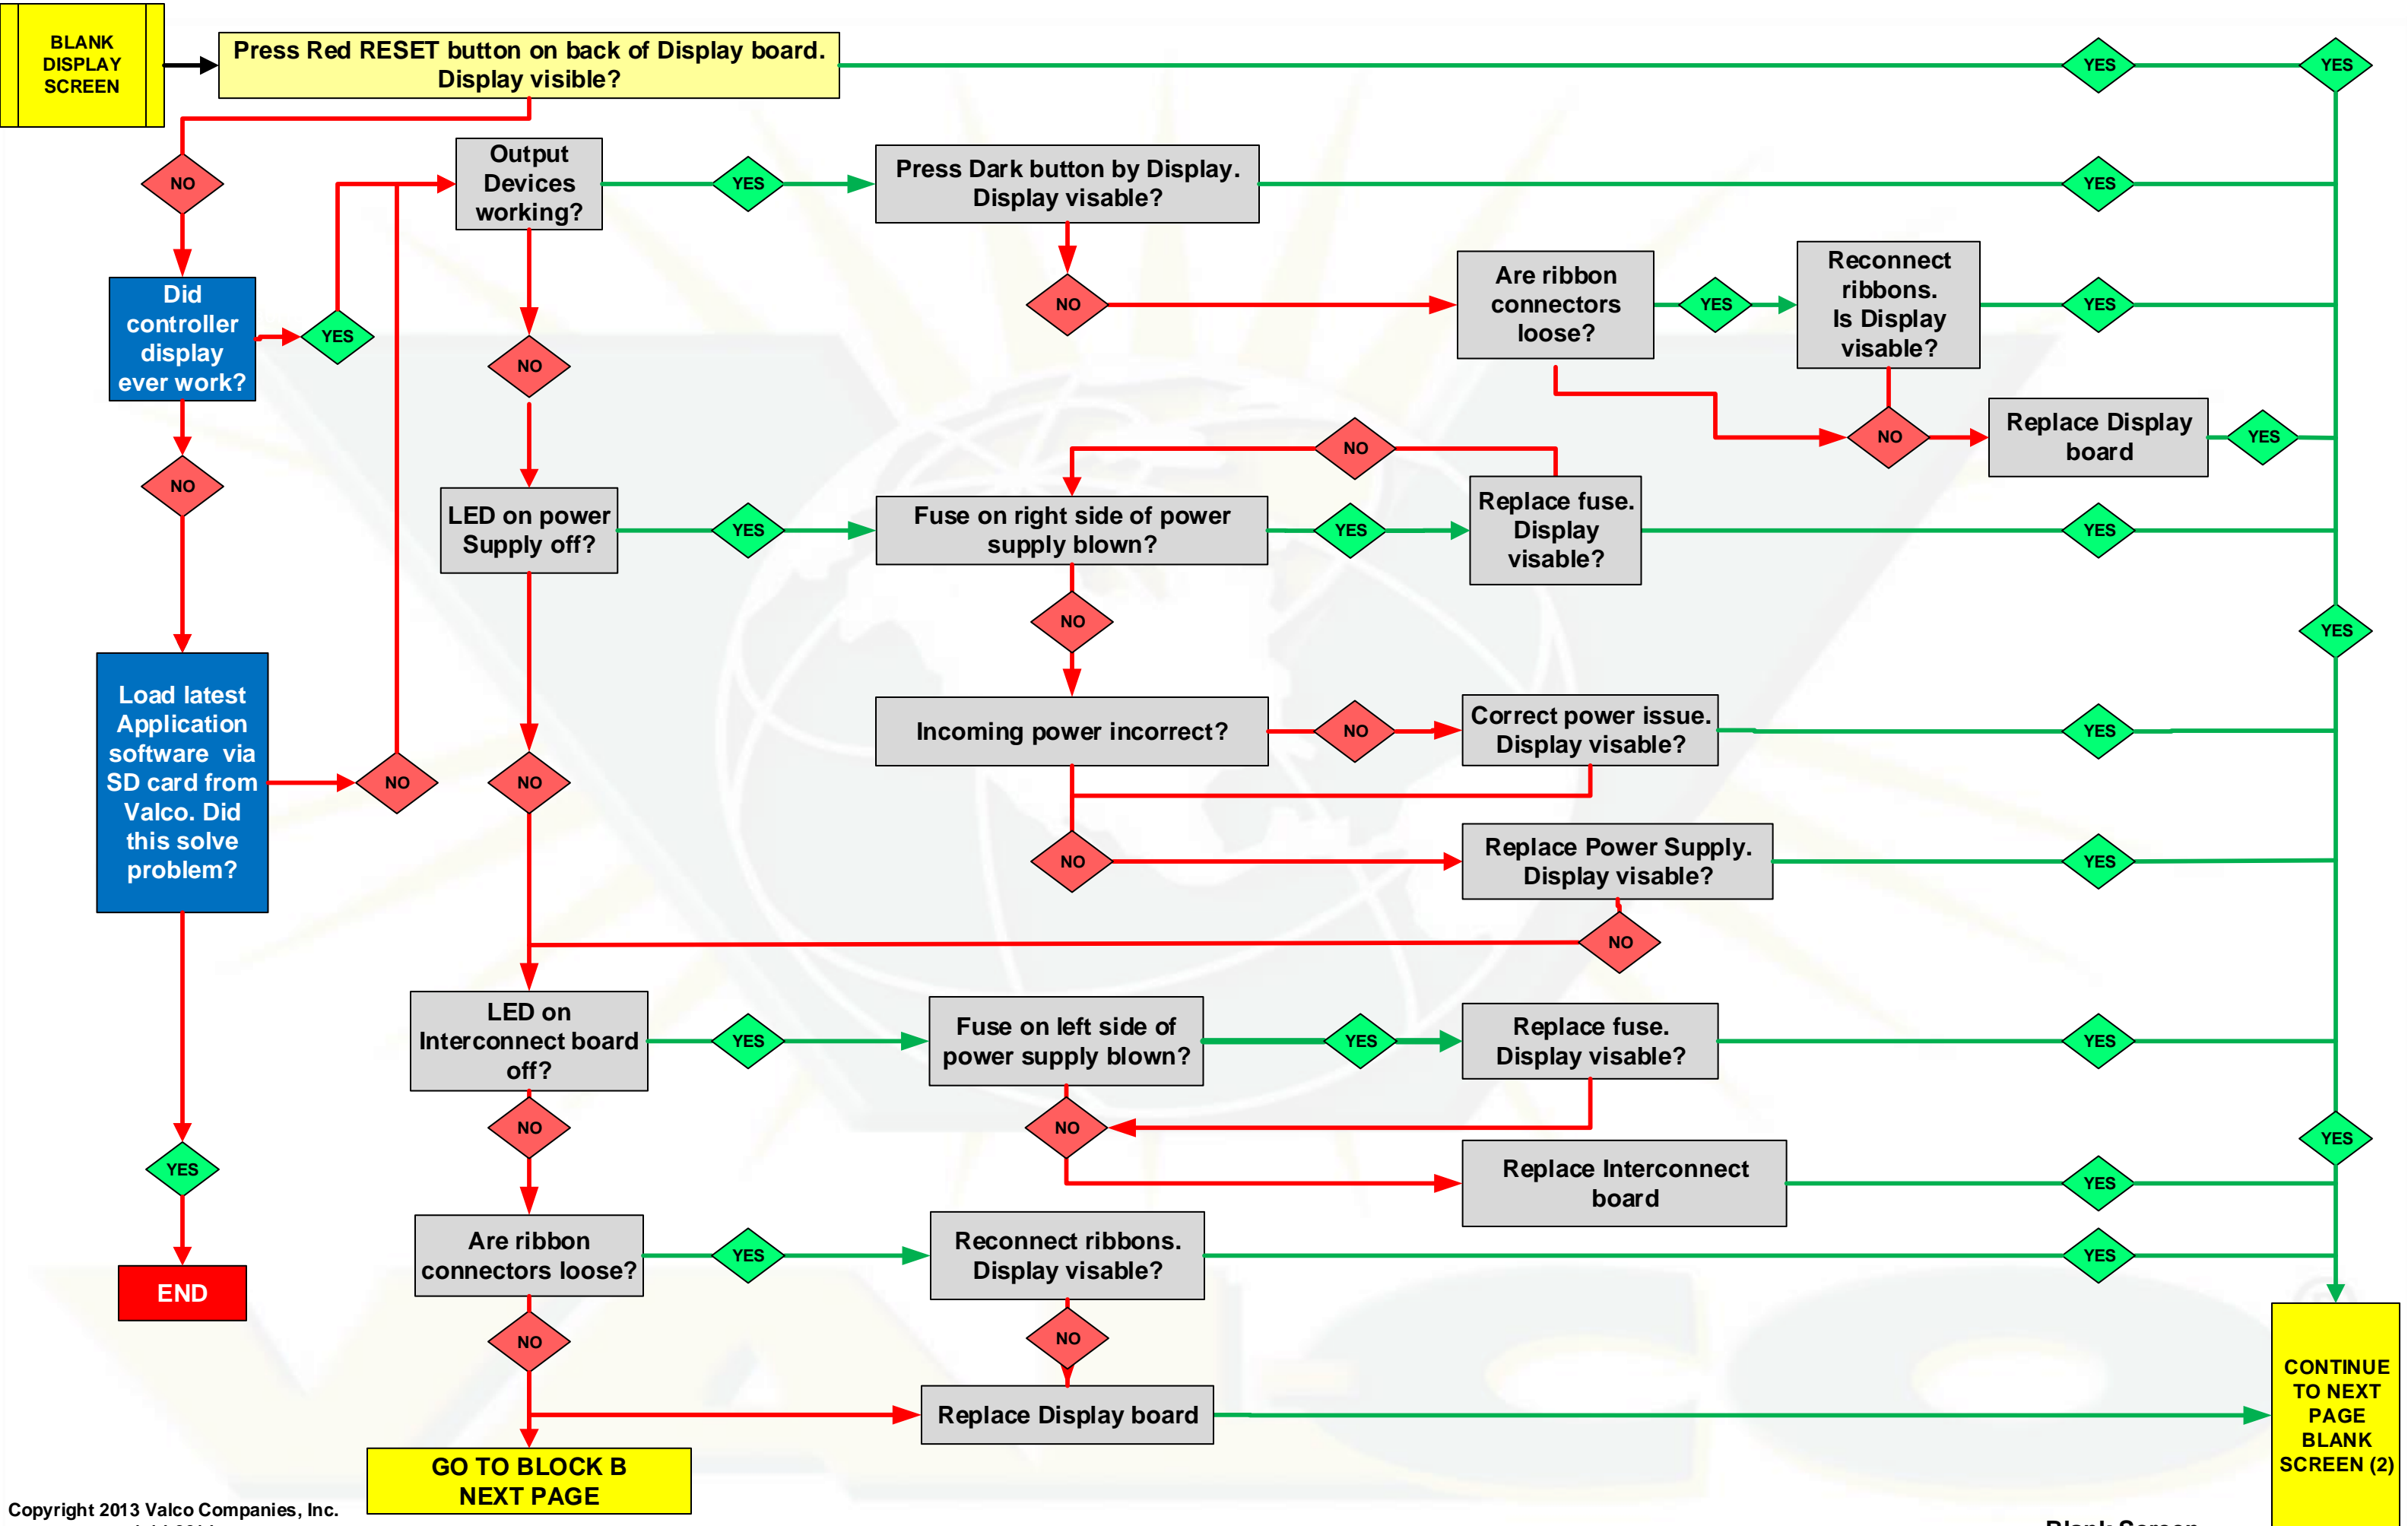 BLANK
DISPLAY
SCREEN
Press Red RESET button on back of Display board.
Display visible?
YES
YES
NO
Output
Devices
working?
YES
Press Dark button by Display.
Display visable?
YES
Did
controller
display
ever work?
YES
NO
NO
Are ribbon
connectors
loose?
YES
Reconnect
ribbons.
Is Display
visable?
YES
NO
Replace Display
board
YES
NO
NO
LED on power
Supply off?
YES
Fuse on right side of power
supply blown?
YES
Replace fuse.
Display
visable?
YES
NO
YES
Load latest
Application
software via
SD card from
Valco. Did
this solve
problem?
NO
NO
Incoming power incorrect?
NO
Correct power issue.
Display visable?
YES
NO
Replace Power Supply.
Display visable?
YES
NO
LED on
Interconnect board
off?
YES
Fuse on left side of
power supply blown?
YES
Replace fuse.
Display visable?
YES
NO
NO
YES
YES
Replace Interconnect
board
YES
Are ribbon
connectors loose?
YES
Reconnect ribbons.
Display visable?
YES
END
NO
NO
Replace Display board
CONTINUE
TO NEXT
PAGE
BLANK
SCREEN (2)
GO TO BLOCK B
NEXT PAGE
VAL-CO
®
Copyright 2013 Valco Companies, Inc.
Blank Screen